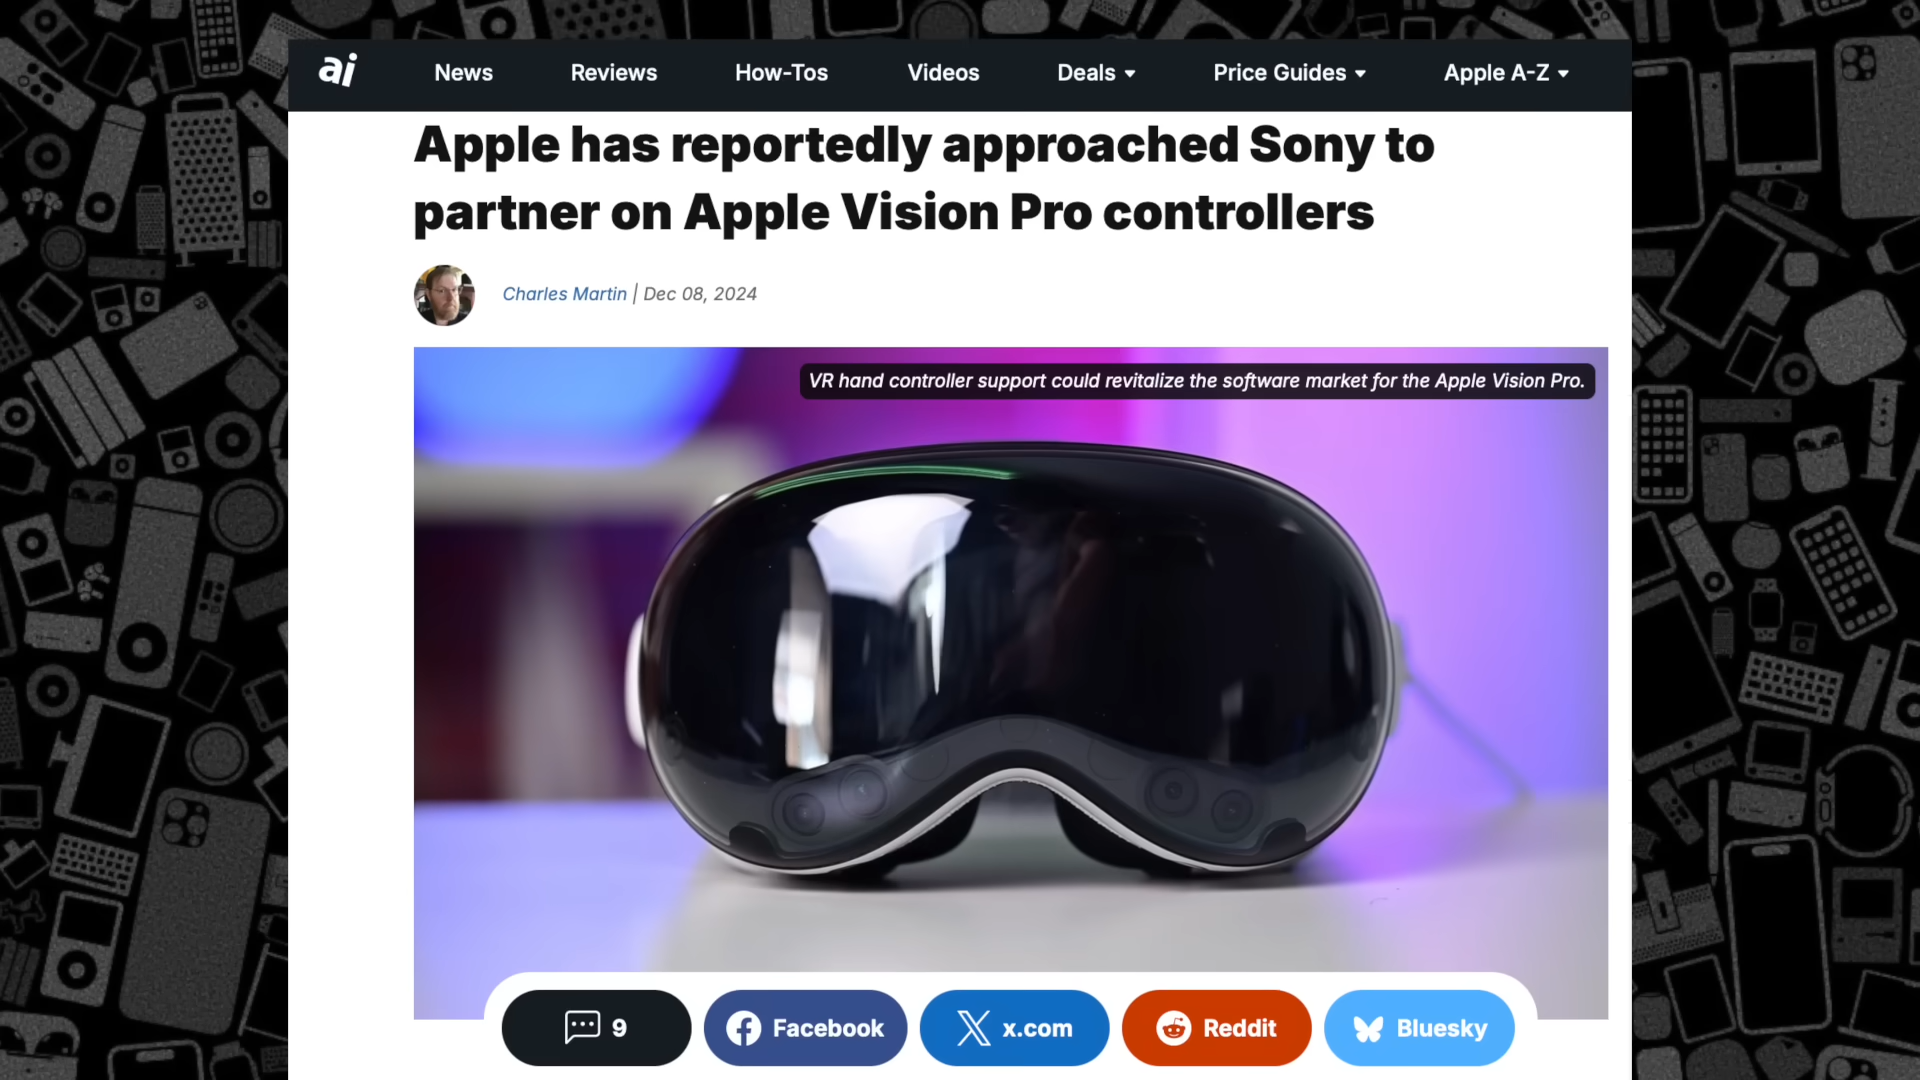 ai News Reviews How-Tos Videos Deals Price Guides Apple A-Z
Apple has reportedly approached Sony to
partner on Apple Vision Pro controllers
Charles Martin | Dec 08, 2024
VR hand controller support could revitalize the software market for the Apple Vision Pro.
9 Facebook x.com Reddit Bluesky